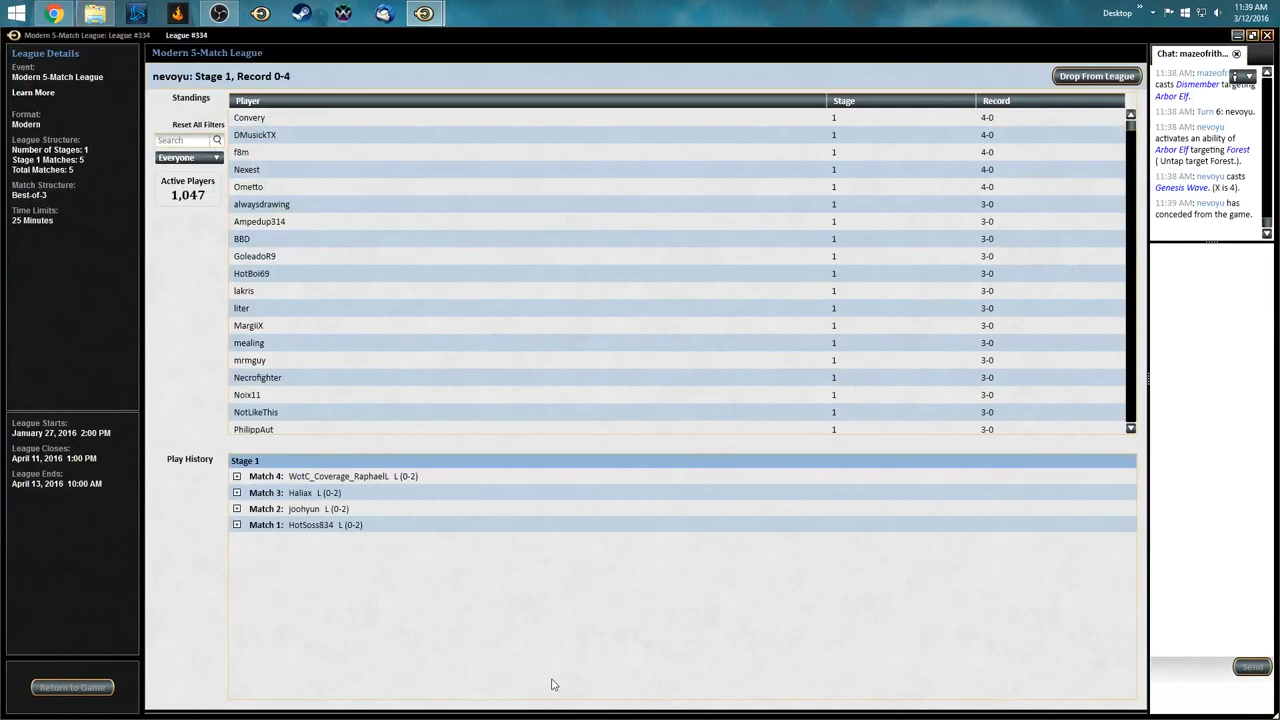 Desktop
»
11:39 AM
3/12/2016
Modern 5-Match League: League #334
League #334
League Details
Event:
Modern 5-Match League
Learn More
Format:
Modern
League Structure:
Number of Stages: 1
Stage 1 Matches: 5
Total Matches: 5
Match Structure:
Best-of-3
Time Limits:
25 Minutes
League Starts:
January 27, 2016 2:00 PM
League Closes:
April 11, 2016 1:00 PM
League Ends:
April 13, 2016 10:00 AM
Return to Game
Modern 5-Match League
nevoyu: Stage 1, Record 0-4
Drop From League
Standings
Reset All Filters
Search
Everyone
Active Players
1,047
Player Stage Record
Convery 1 4-0
DMusickTX 1 4-0
f8m 1 4-0
Nexest 1 4-0
Ometto 1 4-0
alwaysdrawing 1 3-0
Ampedup314 1 3-0
BBD 1 3-0
GoleadoR9 1 3-0
HotBoi69 1 3-0
lakris 1 3-0
liter 1 3-0
MargiiX 1 3-0
mealing 1 3-0
mrmguy 1 3-0
Necrofighter 1 3-0
Noix11 1 3-0
NotLikeThis 1 3-0
PhilippAut 1 3-0
Play History
Stage 1
Match 4: WotC_Coverage_RaphaelL L (0-2)
Match 3: Haliax L (0-2)
Match 2: joohyun L (0-2)
Match 1: HotSoss834 L (0-2)
Chat: mazeofrith...
11:38 AM: mazeofr
casts Dismember targeting
Arbor Elf.
11:38 AM: Turn 6: nevoyu.
11:38 AM: nevoyu
activates an ability of
Arbor Elf targeting Forest
( Untap target Forest.).
11:38 AM: nevoyu casts
Genesis Wave. (X is 4).
11:39 AM: nevoyu has
conceded from the game.
Send